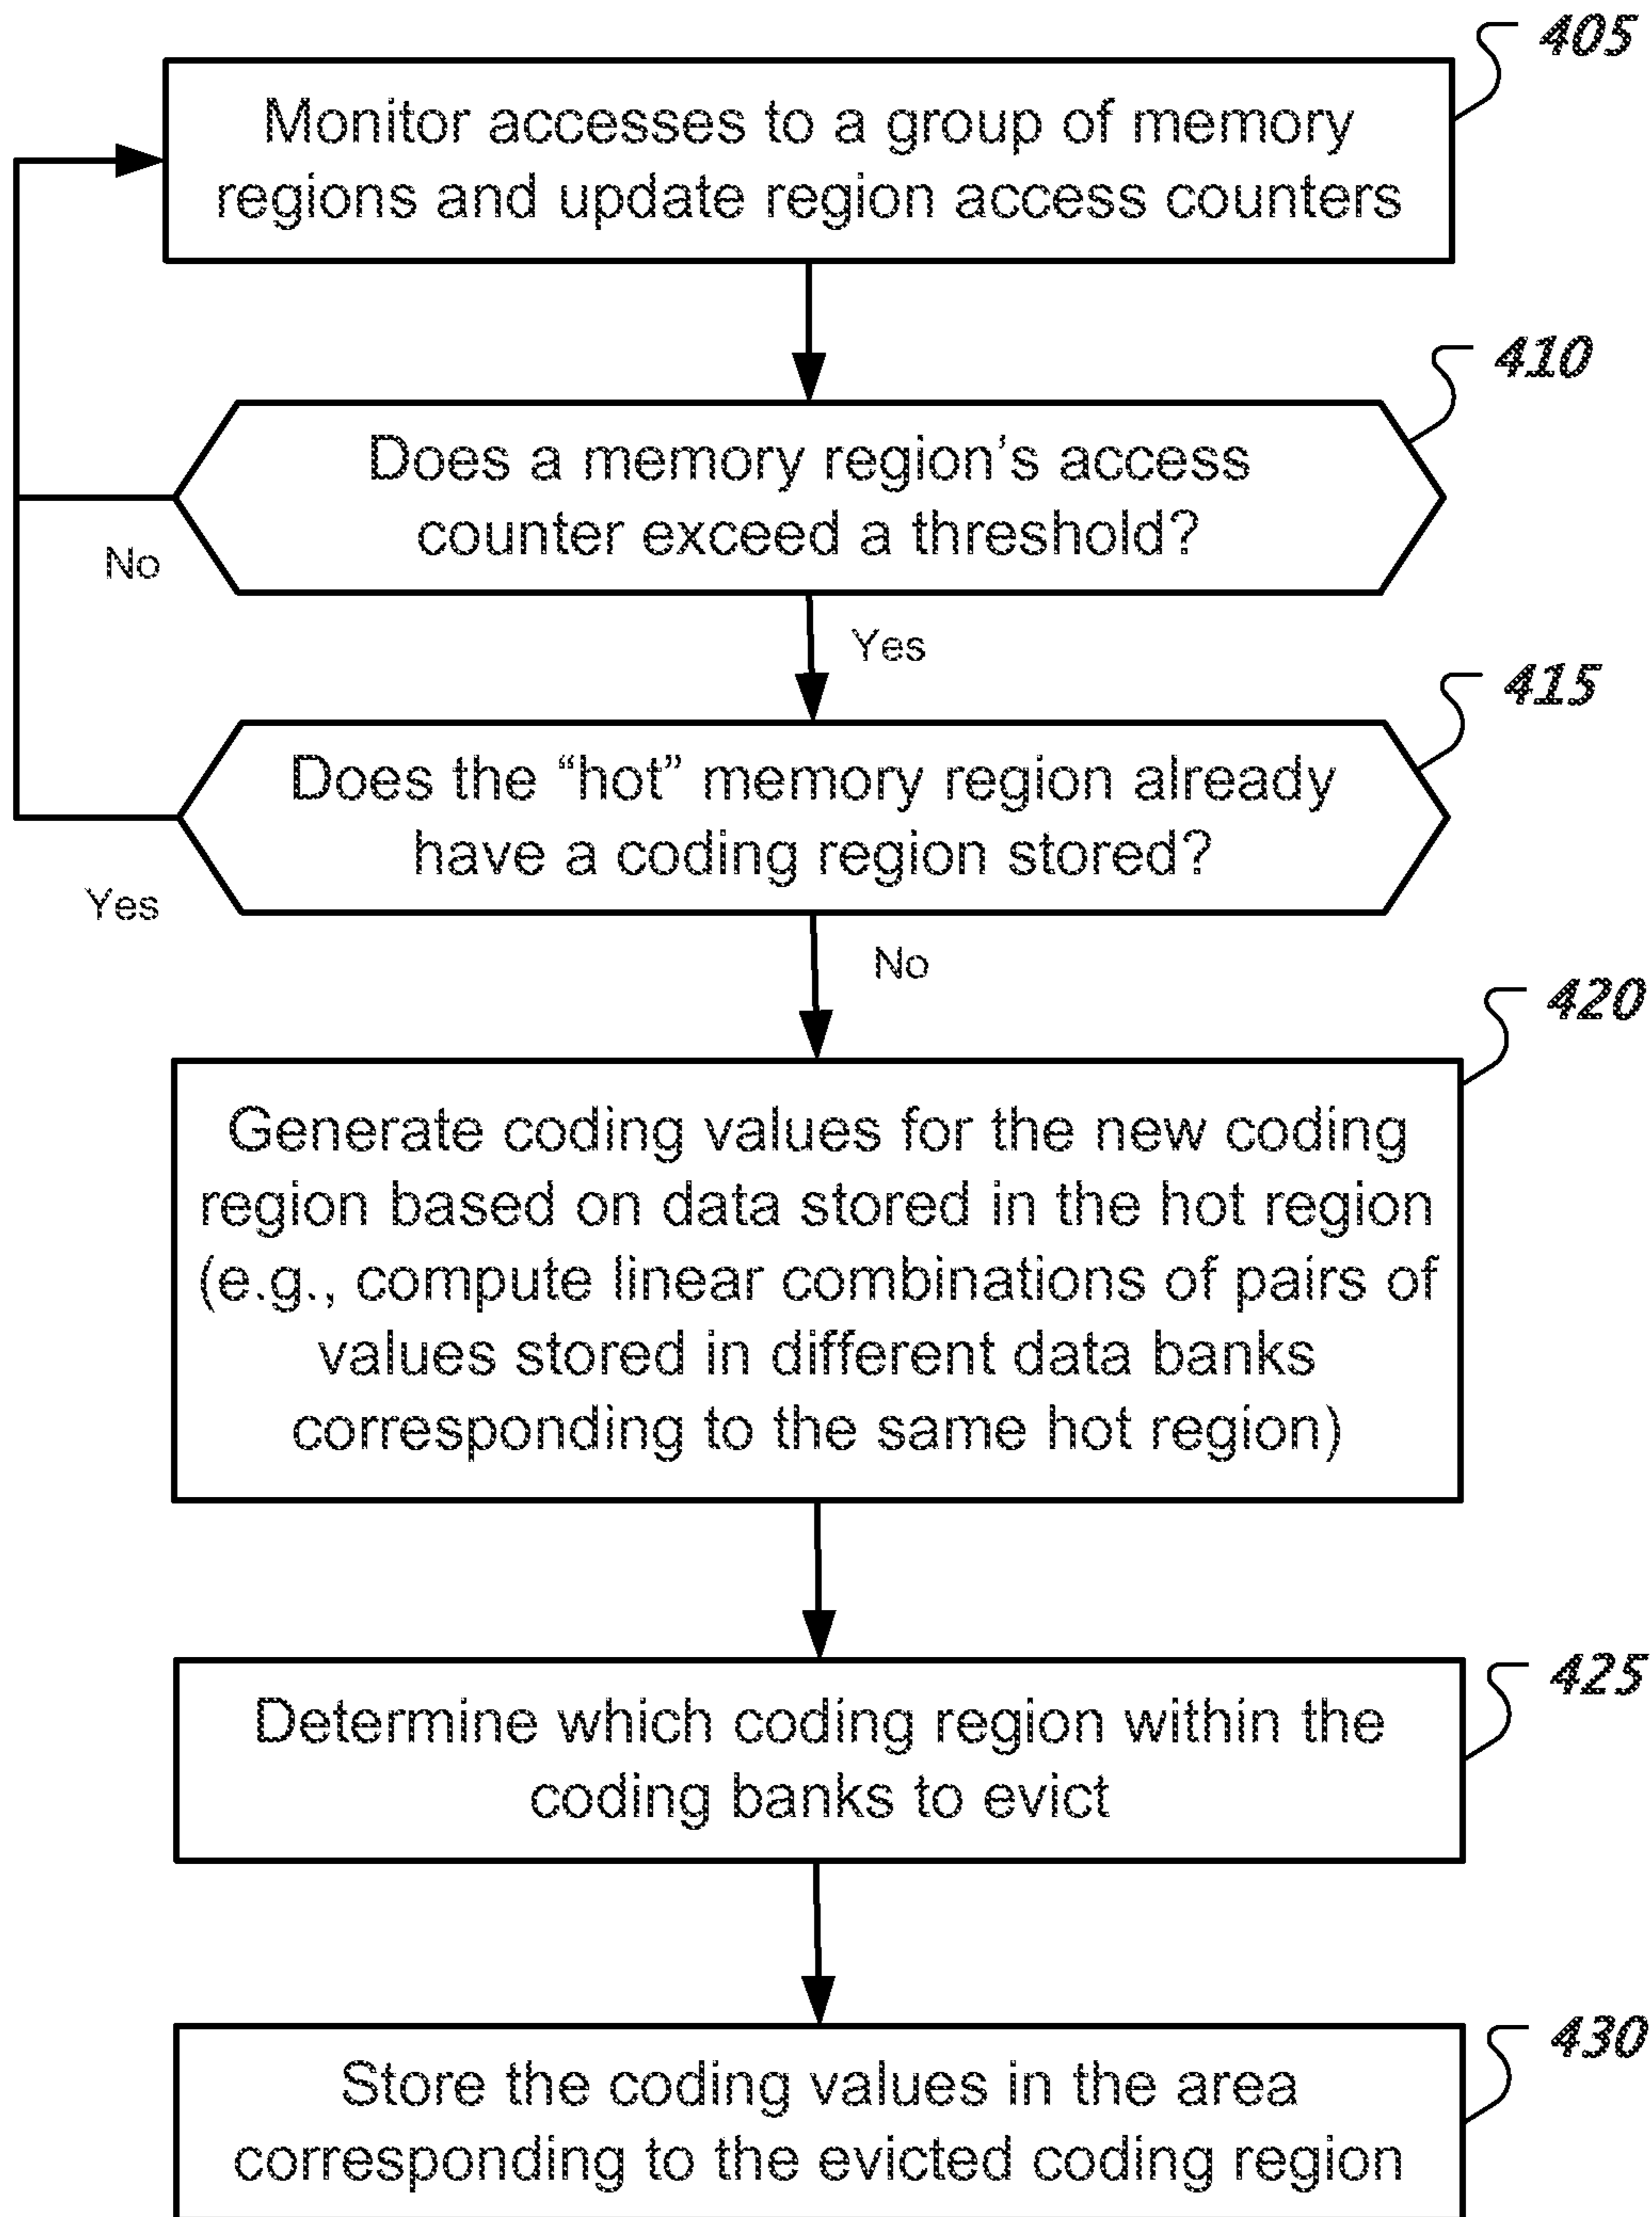 405
Monitor accesses to a group of memory
regions and update region access counters
410
Does a memory region's access
counter exceed a threshold?
No
Yes
415
Does the “hot” memory region already
have a coding region stored?
Yes
No
420
Generate coding values for the new coding
region based on data stored in the hot region
(e.g., compute linear combinations of pairs of
values stored in different data banks
corresponding to the same hot region)
425
Determine which coding region within the
coding banks to evict
430
Store the coding values in the area
corresponding to the evicted coding region